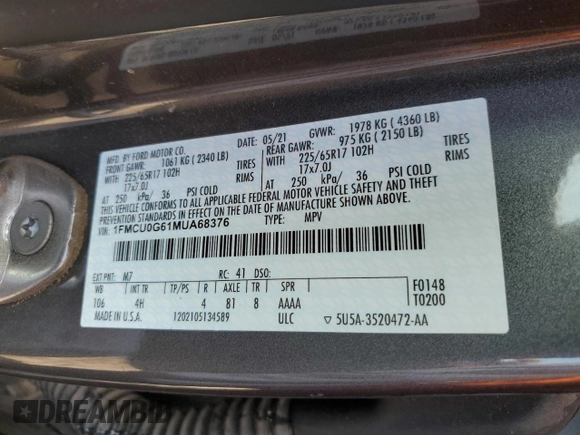 MFD. BY FORD MOTOR CO.
05/21 GVWR: 1978 KG ( 4360 LB)
FRONT GAWR: 1061 KG ( 2340 LB)
REAR GAWR: 975 KG ( 2150 LB)
WITH 225/65R17 102H TIRES
WITH 225/65R17 102H TIRES
17x7.0J RIMS
17x7.0J RIMS
AT 250 kPa/ 36 PSI COLD
AT 250 kPa/ 36 PSI COLD
THIS VEHICLE CONFORMS TO ALL APPLICABLE FEDERAL MOTOR VEHICLE SAFETY AND THEFT
PREVENTION STANDARDS IN EFFECT ON THE DATE OF MANUFACTURE SHOWN ABOVE.
VIN: 1FMCU0G61MUA68376
TYPE: MPV
EXT PNT: M7 RC: 41 DSO:
WB INT TR TP/PS R AXLE TR SPR
106 4H 4 81 8 AAAA
F0148
T0200
MADE IN U.S.A. 1202105134589 ULC ▽ 5U5A-3520472-AA
DREAMBID